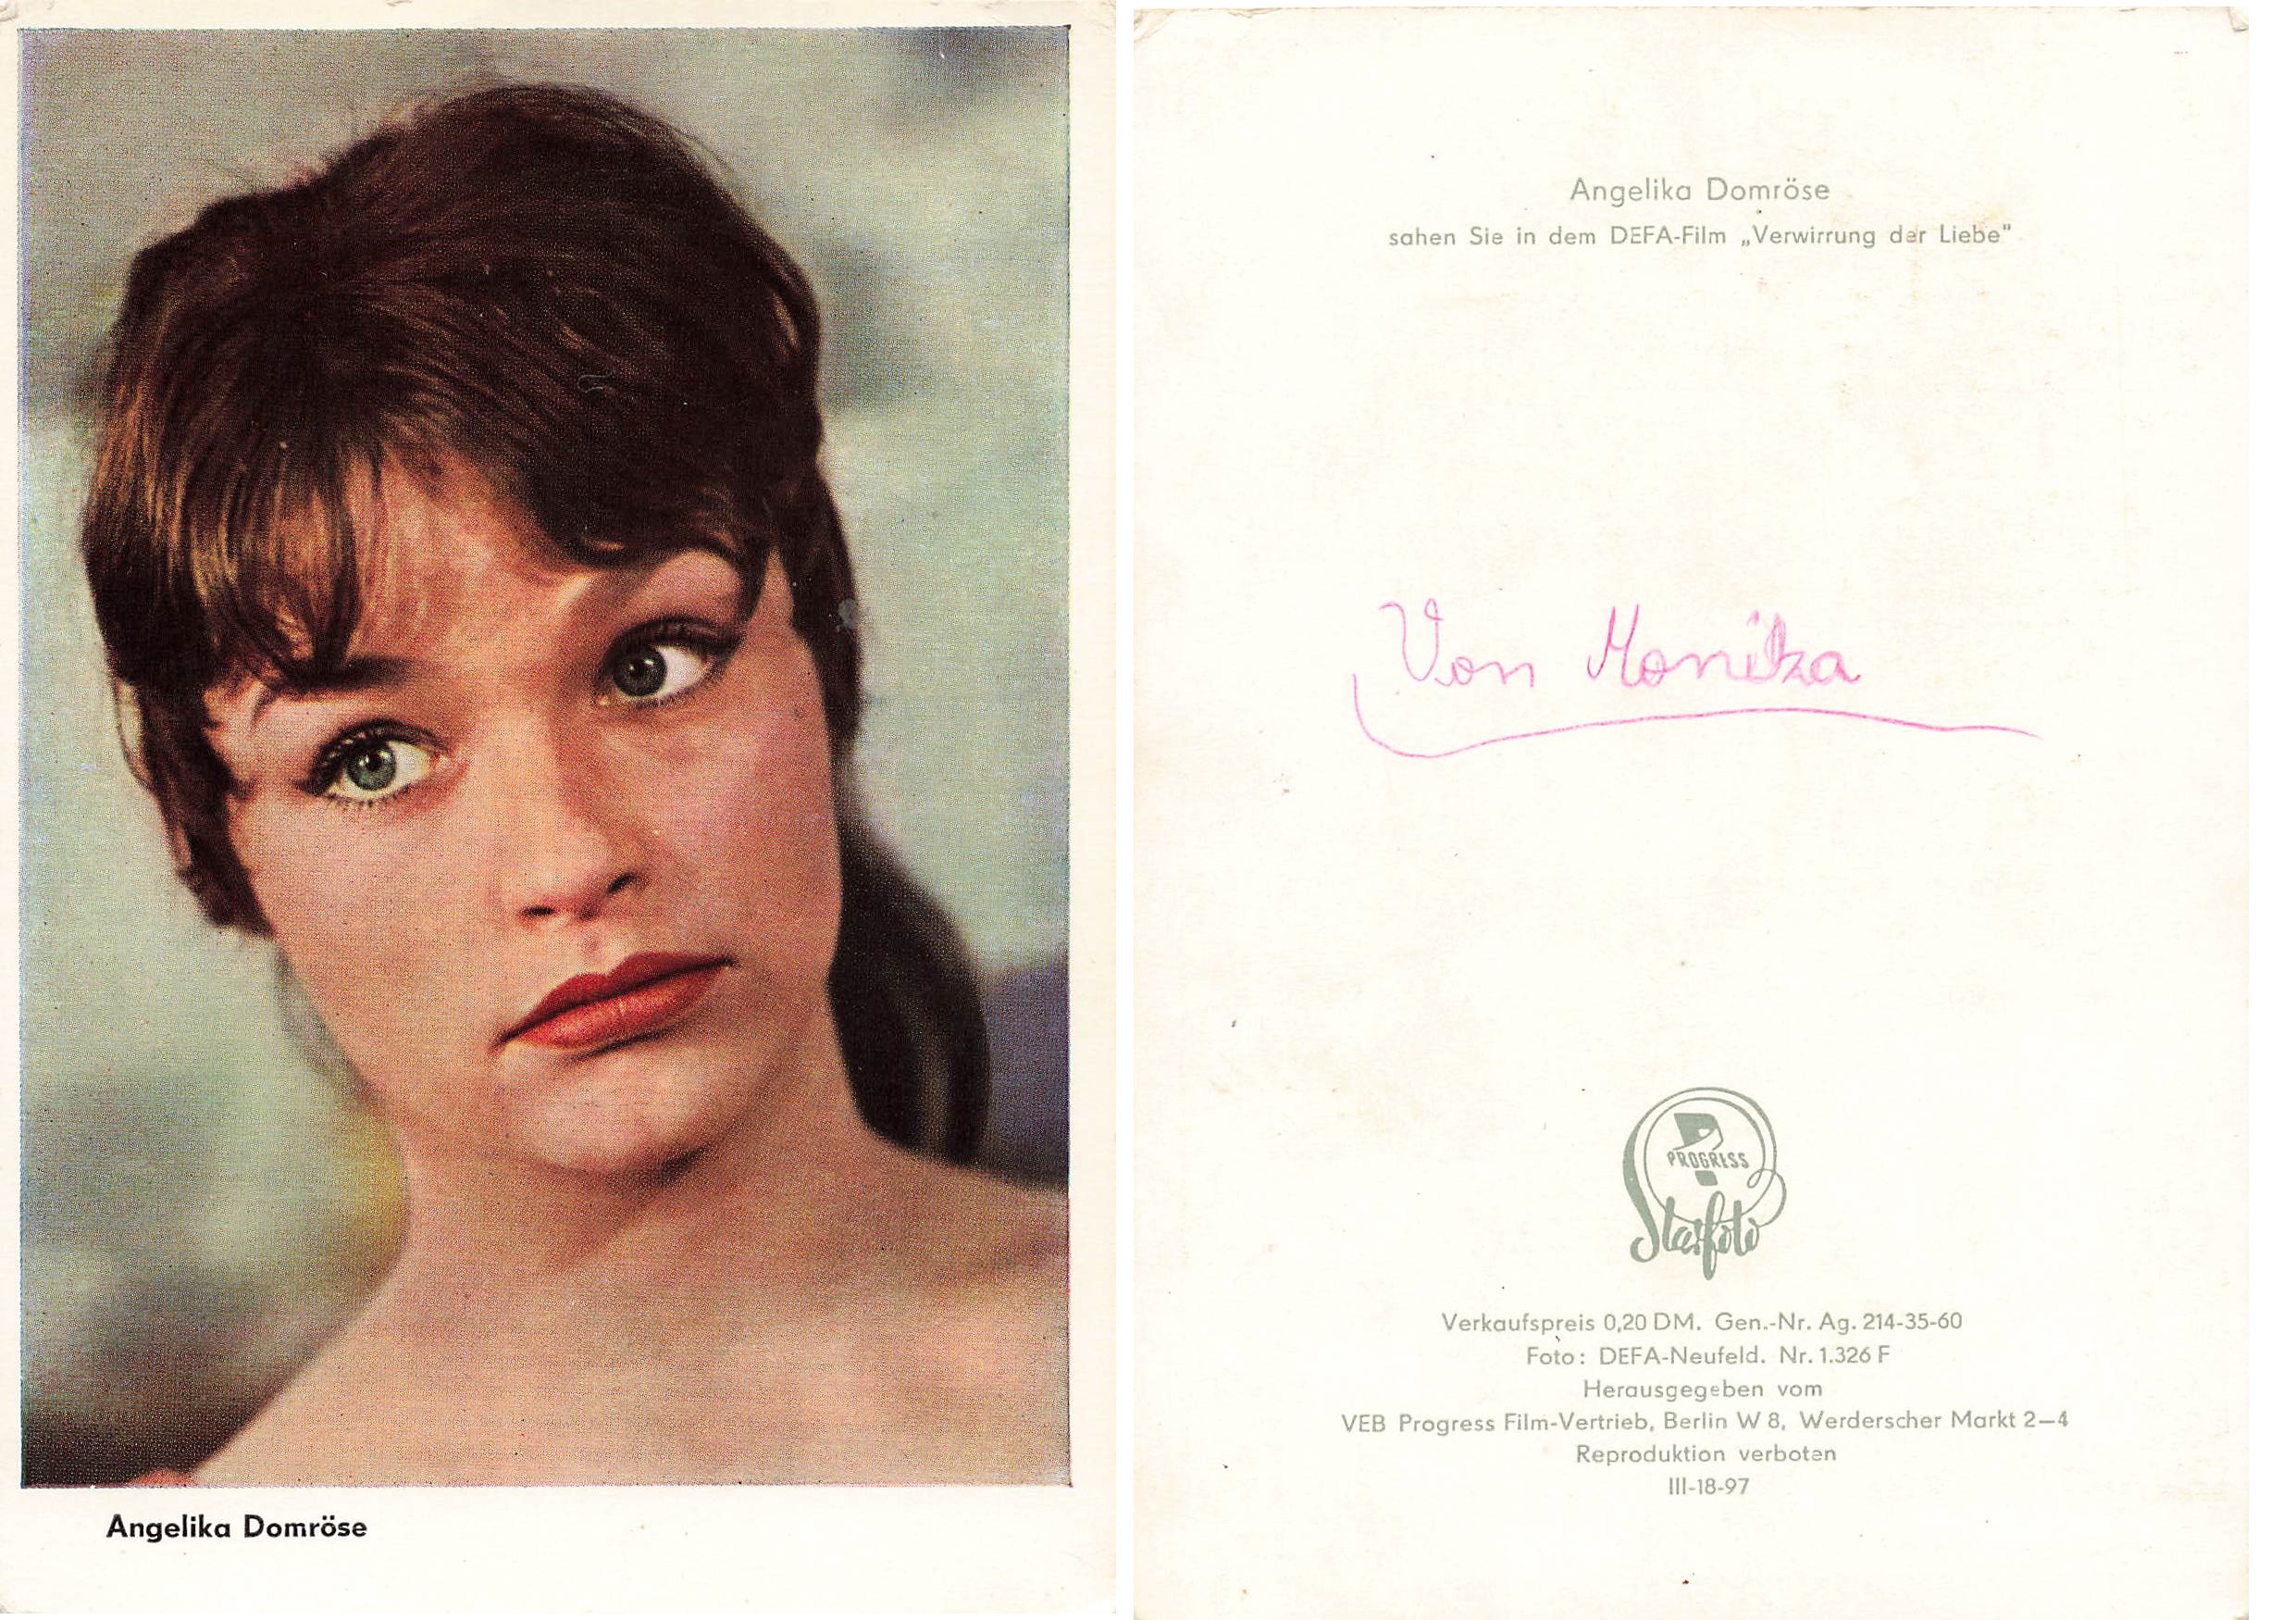 Angelika Domröse
Angelika Domröse
sahen Sie in dem DEFA-Film „Verwirrung der Liebe"
Von Monika
PROGRESS
Starfoto
Verkaufspreis 0,20 DM. Gen.-Nr. Ag. 214-35-60
Foto: DEFA-Neufeld. Nr. 1.326 F
Herausgegeben vom
VEB Progress Film-Vertrieb, Berlin W 8, Werderscher Markt 2—4
Reproduktion verboten
III-18-97